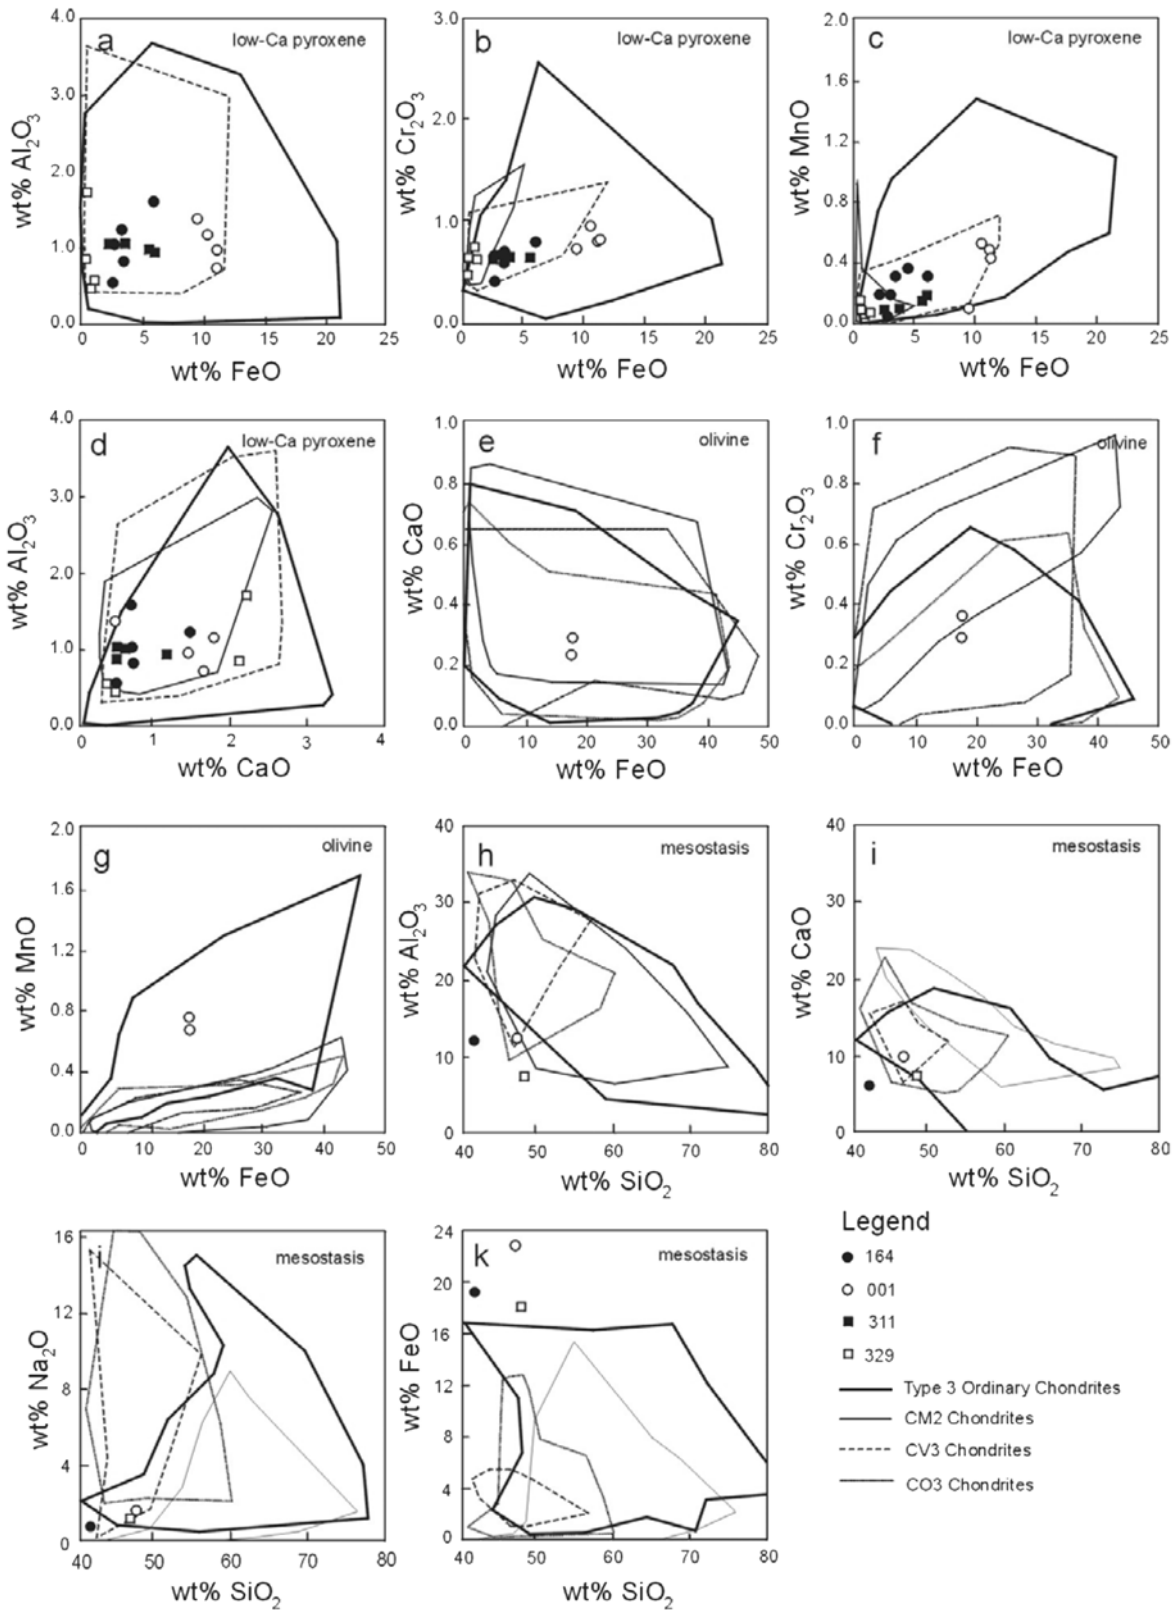 a
low-Ca pyroxene
4.0
3.0
2.0
1.0
0.0
wt% Al2O3
0 5 10 15 20 25
wt% FeO
b
low-Ca pyroxene
3.0
2.0
1.0
0.0
wt% Cr2O3
0 5 10 15 20 25
wt% FeO
c
low-Ca pyroxene
2.0
1.6
1.2
0.8
0.4
0.0
wt% MnO
0 5 10 15 20 25
wt% FeO
d
low-Ca pyroxene
4.0
3.0
2.0
1.0
0.0
wt% Al2O3
0 1 2 3 4
wt% CaO
e
olivine
1.0
0.8
0.6
0.4
0.2
0.0
wt% CaO
0 10 20 30 40 50
wt% FeO
f
olivine
1.0
0.8
0.6
0.4
0.2
0.0
wt% Cr2O3
0 10 20 30 40 50
wt% FeO
g
olivine
2.0
1.6
1.2
0.8
0.4
0.0
wt% MnO
0 10 20 30 40 50
wt% FeO
h
mesostasis
40
30
20
10
0
wt% Al2O3
40 50 60 70 80
wt% SiO2
i
mesostasis
40
30
20
10
0
wt% CaO
40 50 60 70 80
wt% SiO2
mesostasis
16
12
8
4
0
wt% Na2O
40 50 60 70 80
wt% SiO2
k
mesostasis
24
20
16
12
8
4
0
wt% FeO
40 50 60 70 80
wt% SiO2
Legend
164
001
311
329
Type 3 Ordinary Chondrites
CM2 Chondrites
CV3 Chondrites
CO3 Chondrites